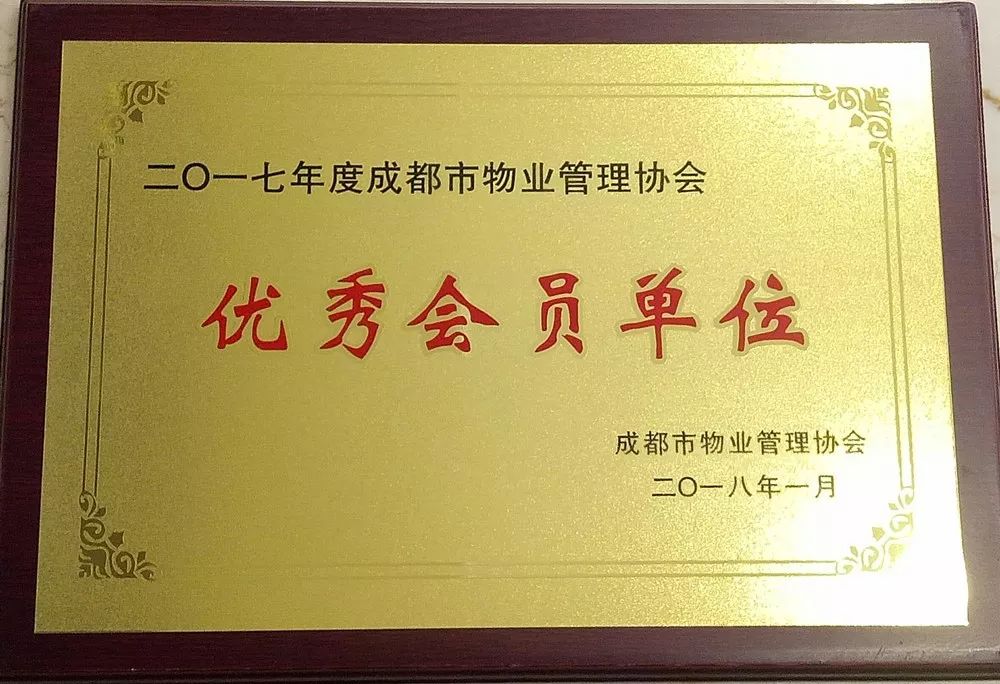 二〇一七年度成都市物业管理协会
优秀会员单位
成都市物业管理协会
二〇一八年一月